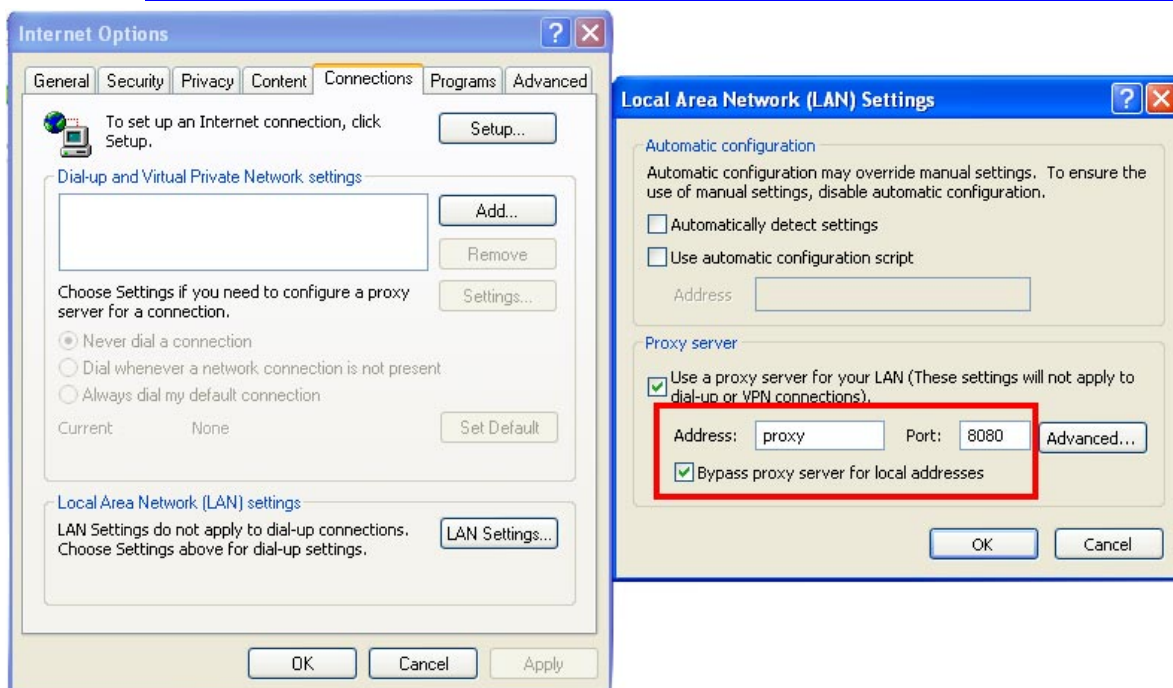 Internet Options
General Security Privacy Content Connections Programs Advanced
To set up an Internet connection, click
Setup.
Setup...
Dial-up and Virtual Private Network settings
Add...
Remove
Choose Settings if you need to configure a proxy
server for a connection.
Settings...
Never dial a connection
Dial whenever a network connection is not present
Always dial my default connection
Current None
Set Default
Local Area Network (LAN) settings
LAN Settings do not apply to dial-up connections.
Choose Settings above for dial-up settings.
LAN Settings...
OK Cancel Apply
Local Area Network (LAN) Settings
Automatic configuration
Automatic configuration may override manual settings. To ensure the
use of manual settings, disable automatic configuration.
Automatically detect settings
Use automatic configuration script
Address
Proxy server
Use a proxy server for your LAN (These settings will not apply to
dial-up or VPN connections).
Address: proxy Port: 8080 Advanced...
Bypass proxy server for local addresses
OK Cancel